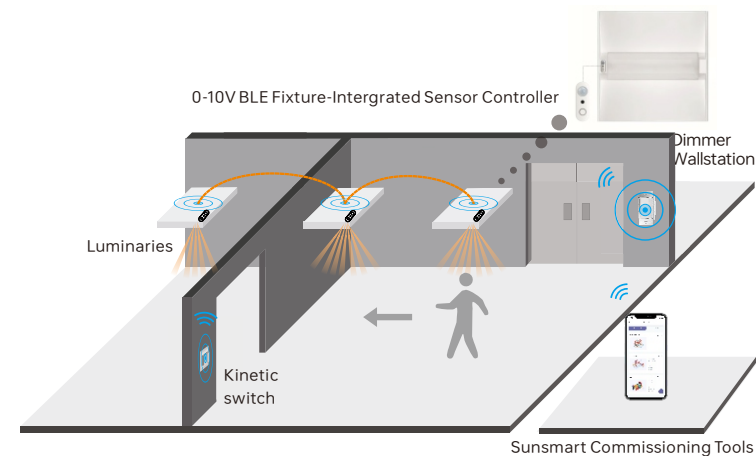 0-10V BLE Fixture-Intergrated Sensor Controller
Dimmer
Wallstation
Luminaries
Kinetic
switch
Sunsmart Commissioning Tools